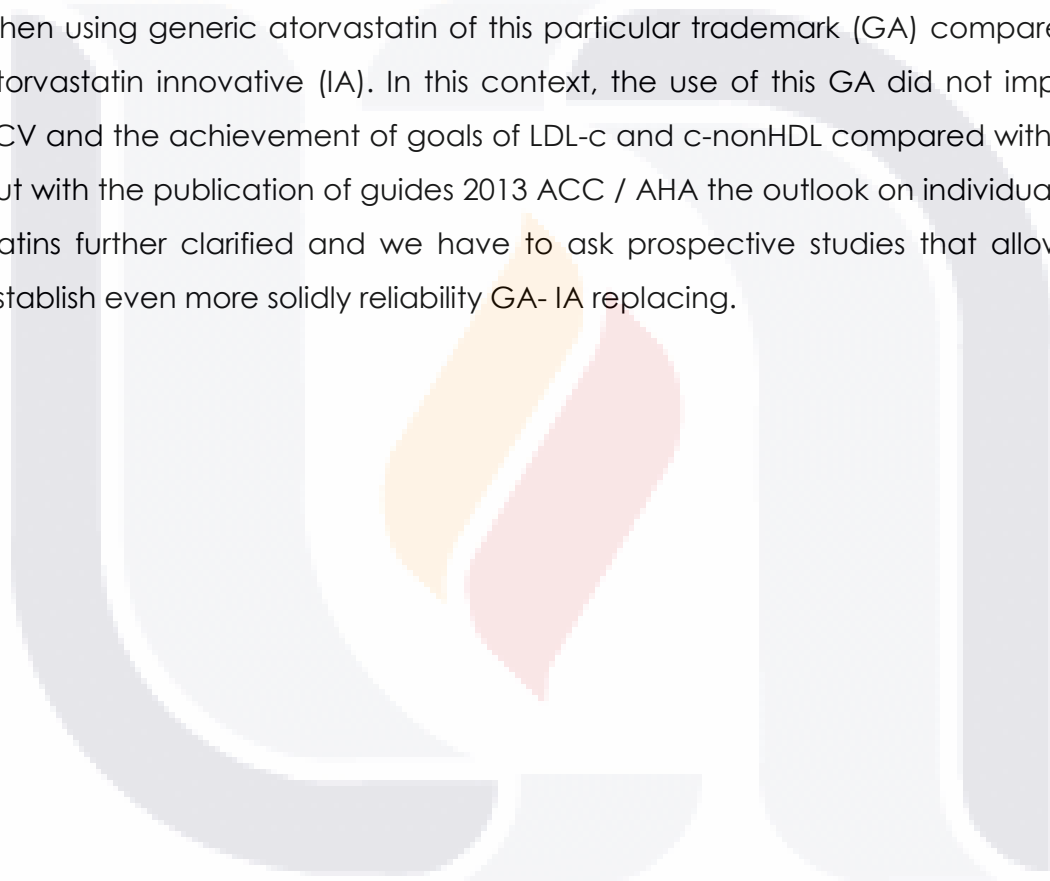 hen using generic atorvastatin of this particular trademark (GA) compare
torvastatin innovative (IA). In this context, the use of this GA did not imp
CV and the achievement of goals of LDL-c and c-nonHDL compared with
ut with the publication of guides 2013 ACC / AHA the outlook on individua
atins further clarified and we have to ask prospective studies that allov
stablish even more solidly reliability GA- IA replacing.